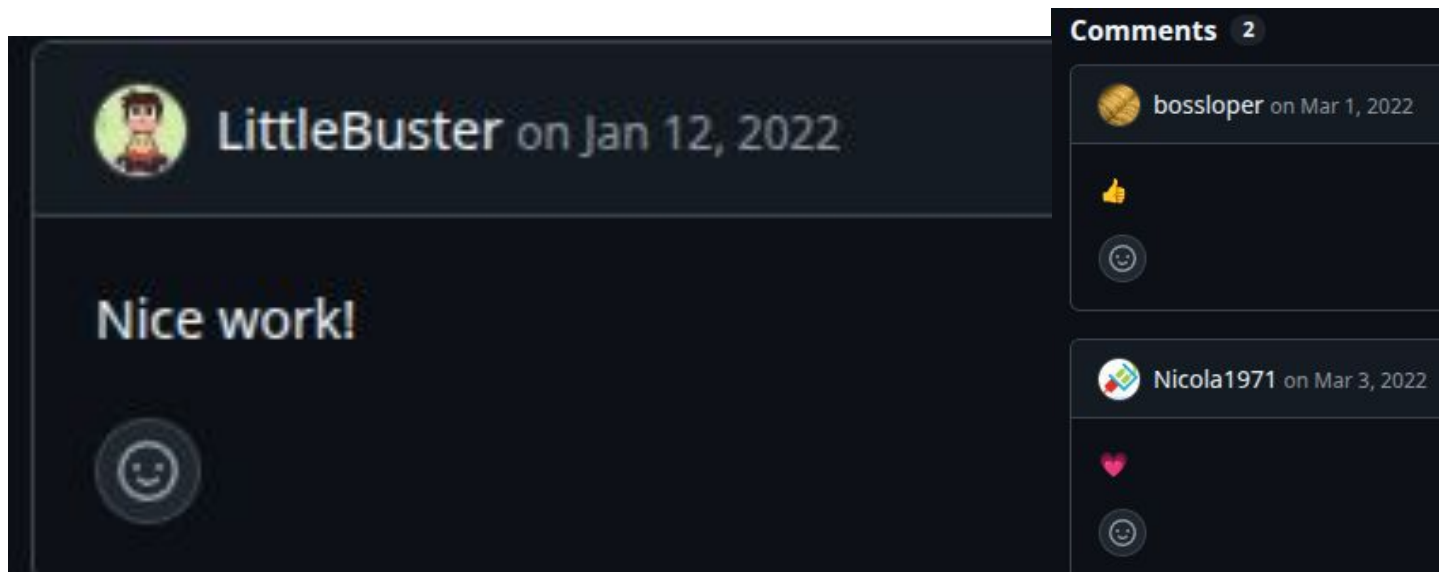 LittleBuster on Jan 12, 2022
Nice work!
Comments 2
bossloper on Mar 1, 2022
👍
Nicola1971 on Mar 3, 2022
💗